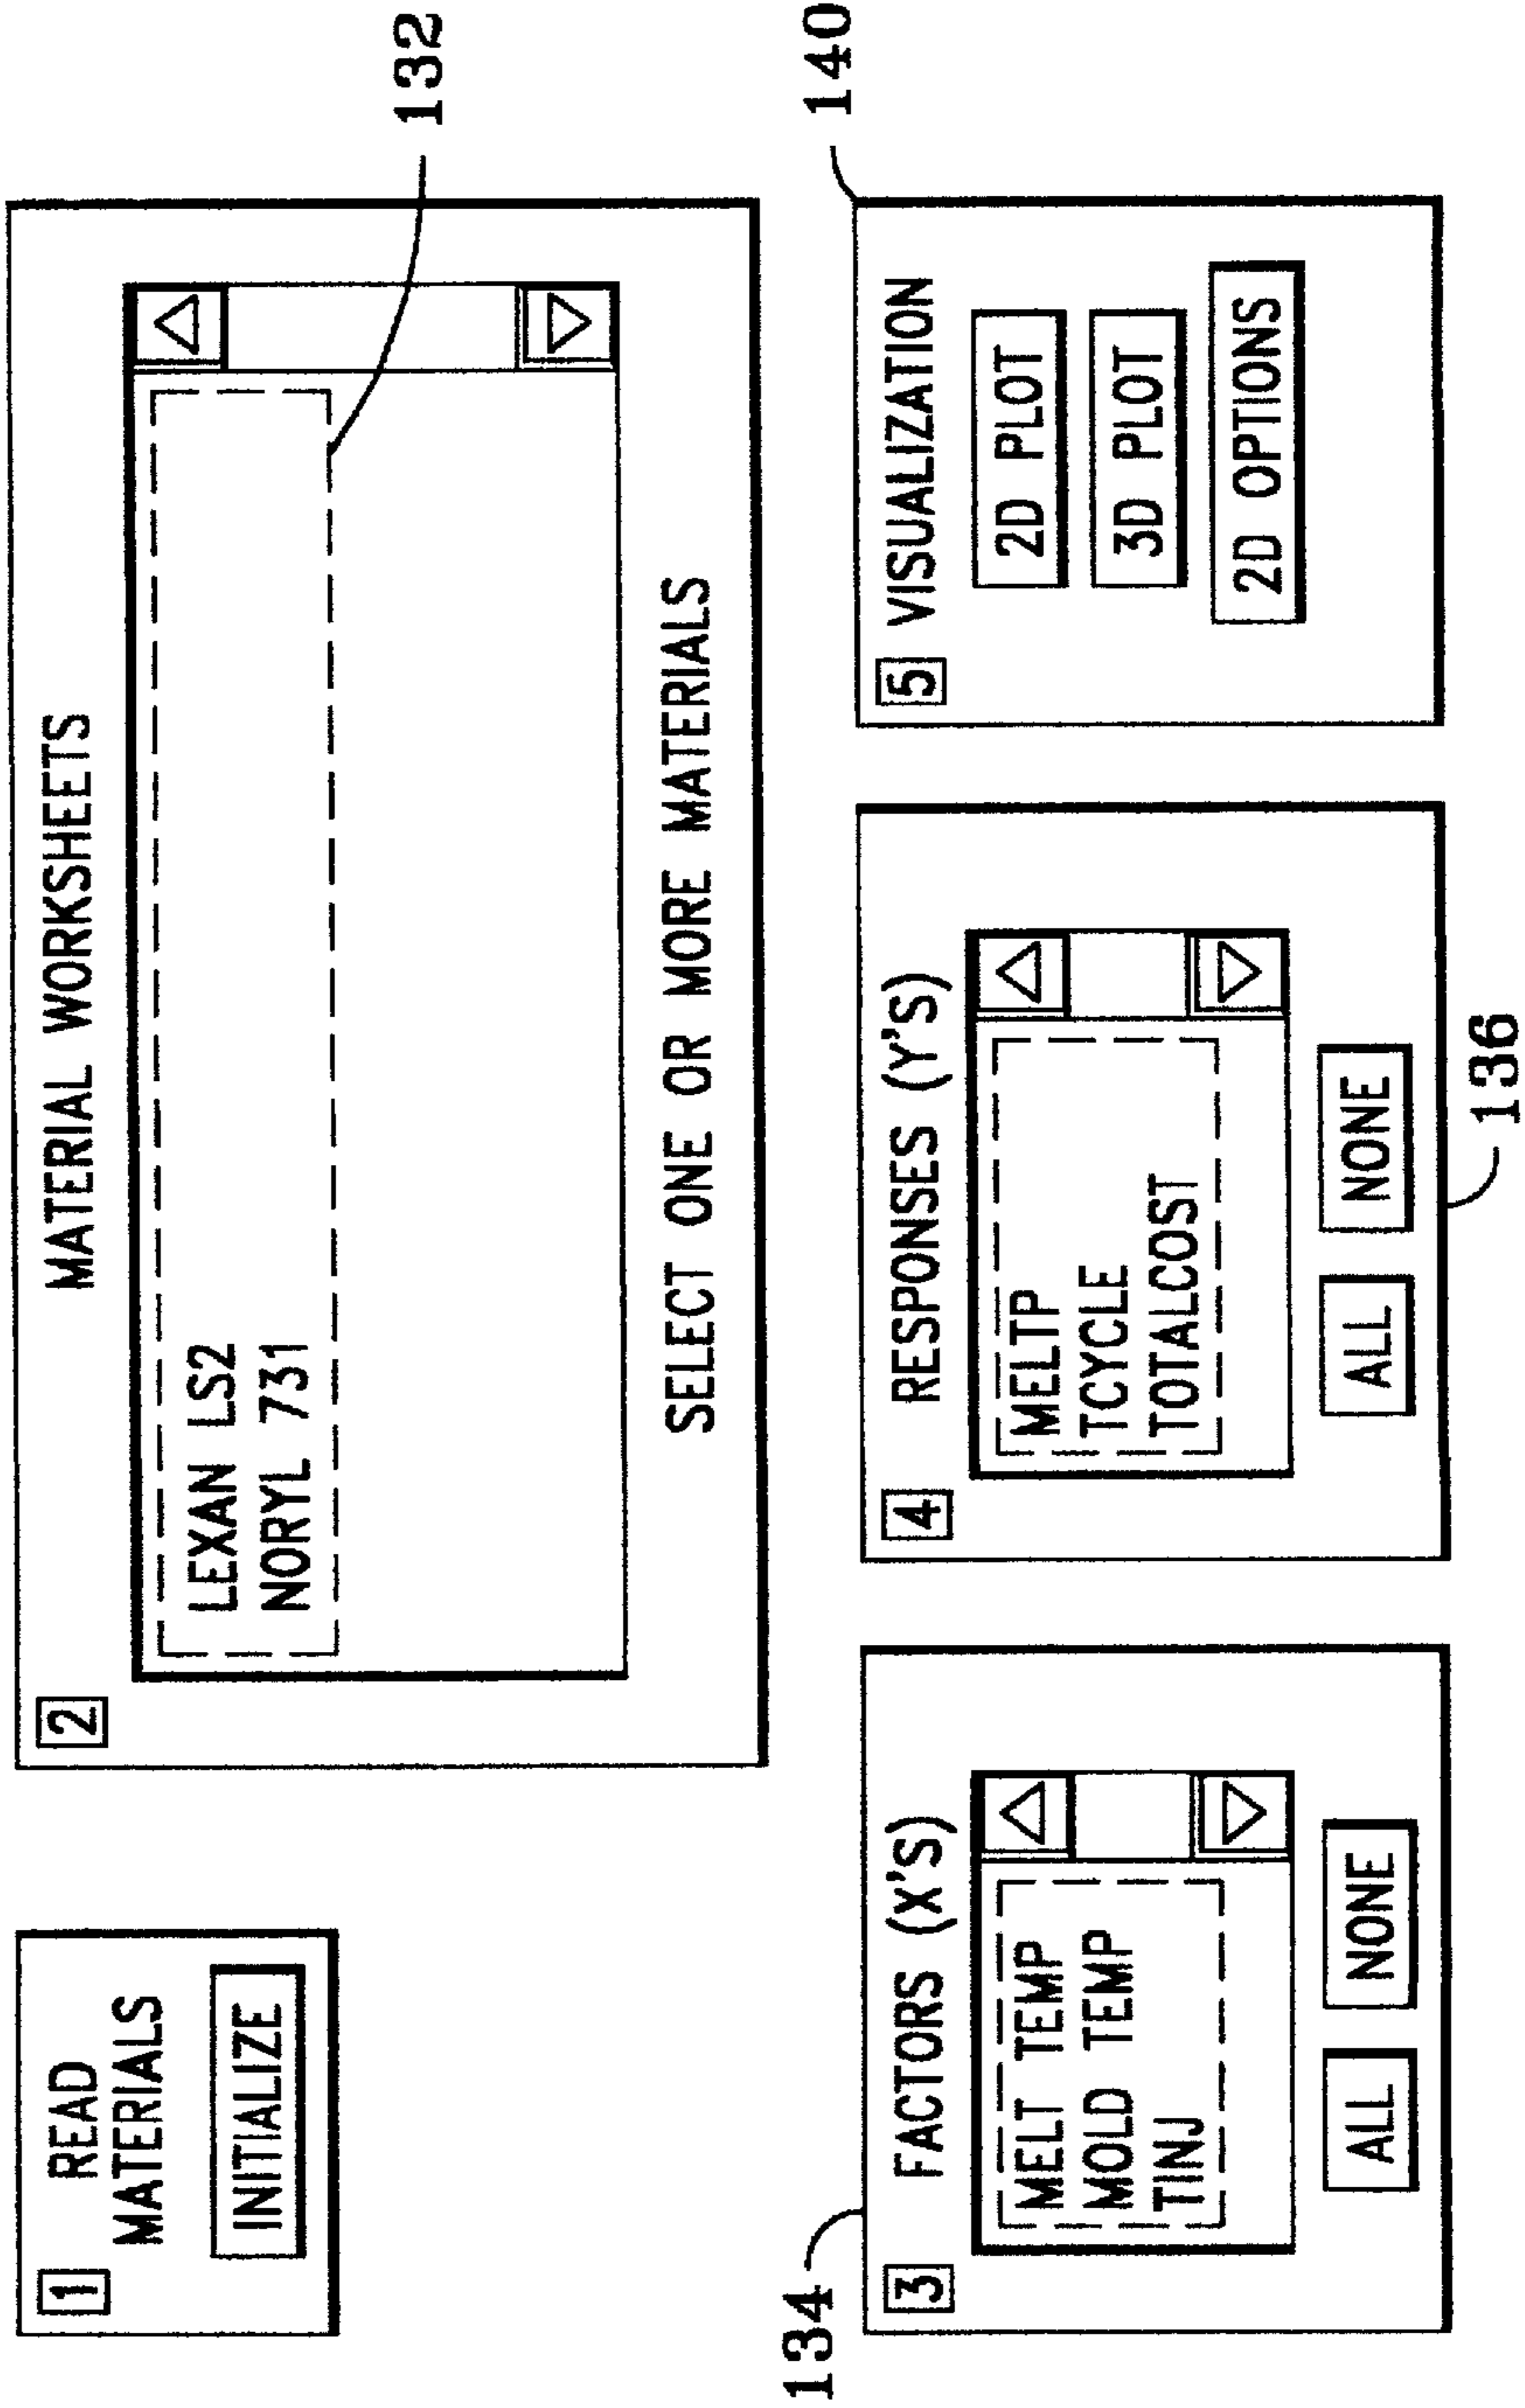 1
READ
MATERIALS
INITIALIZE
2
MATERIAL WORKSHEETS
LEXAN LS2
NORYL 731
SELECT ONE OR MORE MATERIALS
132
134
3
FACTORS (X'S)
MELT TEMP
MOLD TEMP
TINJ
ALL NONE
4
RESPONSES (Y'S)
MELTP
TCYCLE
TOTALCOST
ALL NONE
136
140
5
VISUALIZATION
2D PLOT
3D PLOT
2D OPTIONS